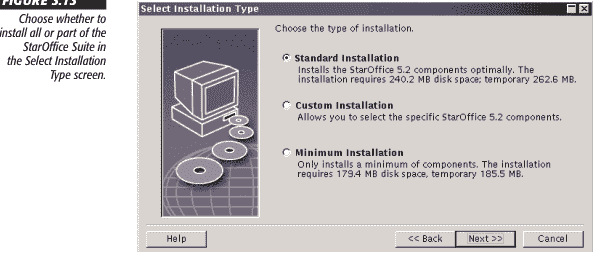 FIGURE 3.13
Choose whether to
install all or part of the
StarOffice Suite in
the Select Installation
Type screen.
Select Installation Type
Choose the type of installation.
Standard Installation
Installs the StarOffice 5.2 components optimally. The
installation requires 240.2 MB disk space; temporary 262.6 MB.
Custom Installation
Allows you to select the specific StarOffice 5.2 components.
Minimum Installation
Only installs a minimum of components. The installation
requires 179.4 MB disk space, temporary 185.5 MB.
Help
<< Back
Next >>
Cancel